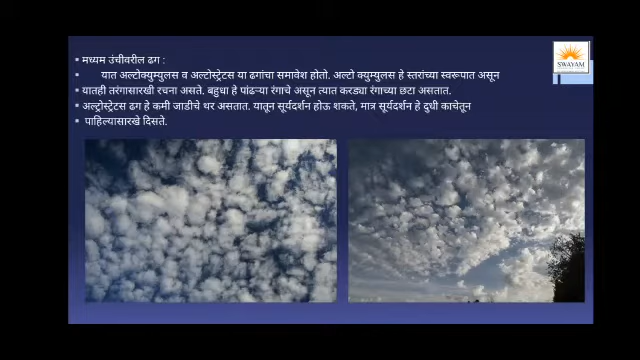 मध्यम उंचीवरील ढग :
यात अल्टोक्युम्युलस व अल्टोस्ट्रेटस या ढगांचा समावेश होतो. अल्टो क्युम्युलस हे स्तरांच्या स्वरूपात असून
यातही तरंगासारखी रचना असते. बहुधा हे पांढऱ्या रंगाचे असून त्यात करड्या रंगाच्या छटा असतात.
अल्ट्रोस्ट्रेटस ढग हे कमी जाडीचे थर असतात. यातून सूर्यदर्शन होऊ शकते, मात्र सूर्यदर्शन हे दुधी काचेतून
पाहिल्यासारखे दिसते.
SWAYAM